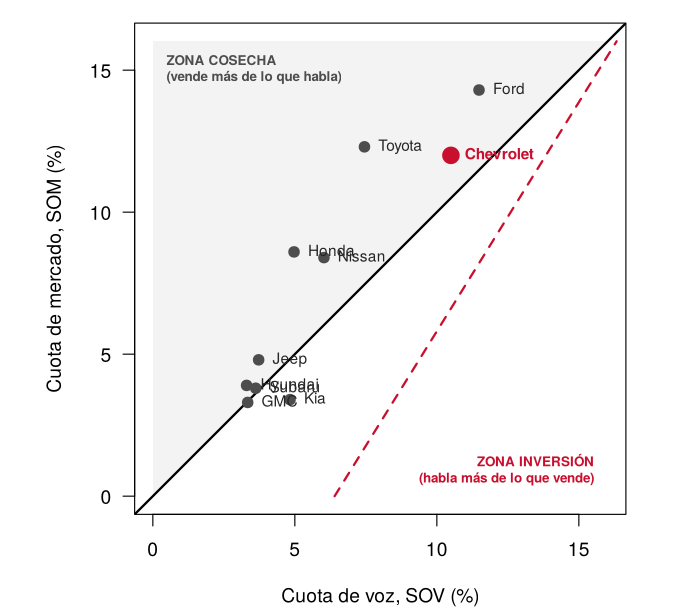 ZONA COSECHA
(vende más de lo que habla)
Ford
Toyota
Chevrolet
Honda
Nissan
Jeep
Hyundai
Subaru
Kia
GMC
ZONA INVERSIÓN
(habla más de lo que vende)
15
10
5
0
Cuota de mercado, SOM (%)
0
5
10
15
Cuota de voz, SOV (%)